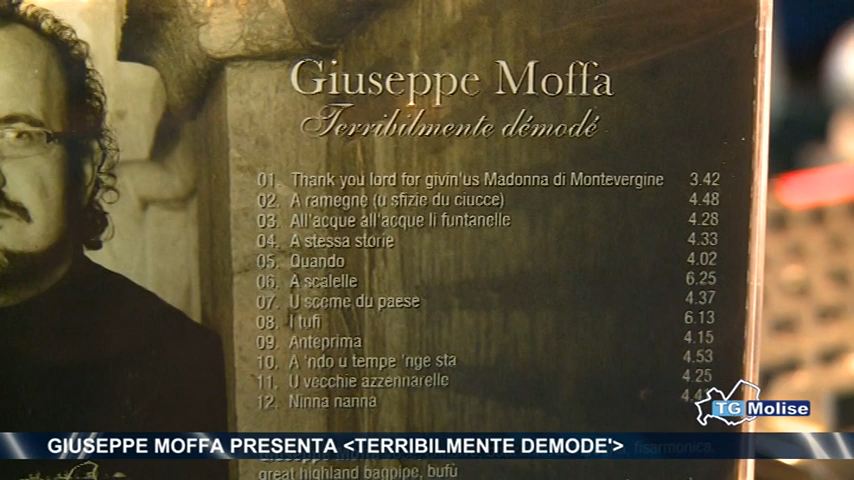 Giuseppe Moffa
Terribilmente démodé
01. Thank you lord for givin'us Madonna di Montevergine 3.42
02. A ramegne (u sfizie du ciucce) 4.48
03. All'acque all'acque li funtanelle 4.28
04. A stessa storie 4.33
05. Quando 4.02
06. A scalelle 6.25
07. U sceme du paese 4.37
08. I tufi 6.13
09. Anteprima 4.15
10. A 'ndo u tempe 'nge sta 4.53
11. U vecchie azzennarelle 4.25
12. Ninna nanna
TG Molise
GIUSEPPE MOFFA PRESENTA <TERRIBILMENTE DEMODE'>
fisarmonica,
great highland bagpipe, bufù